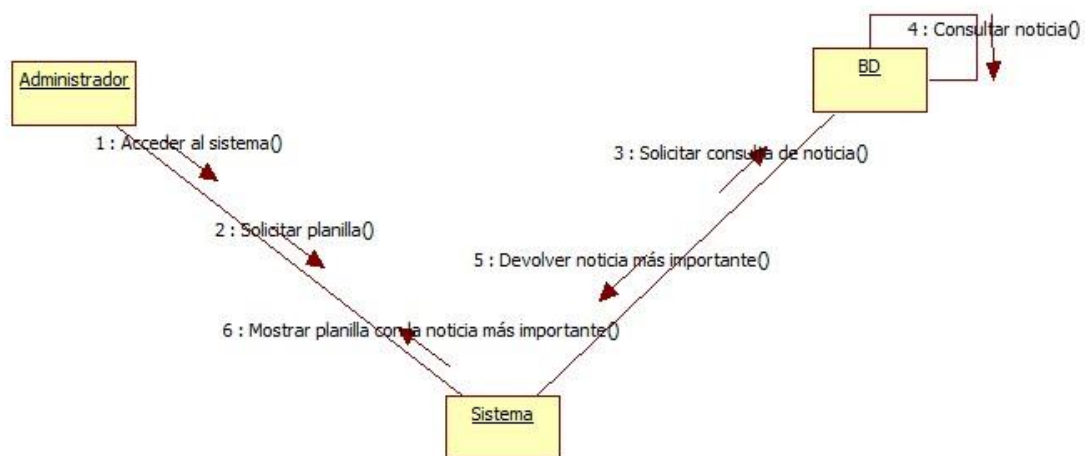 4 : Consultar noticia()
BD
Administrador
1 : Acceder al sistema()
3 : Solicitar consulta de noticia()
2 : Solicitar planilla()
5 : Devolver noticia más importante()
6 : Mostrar planilla con la noticia más importante()
Sistema